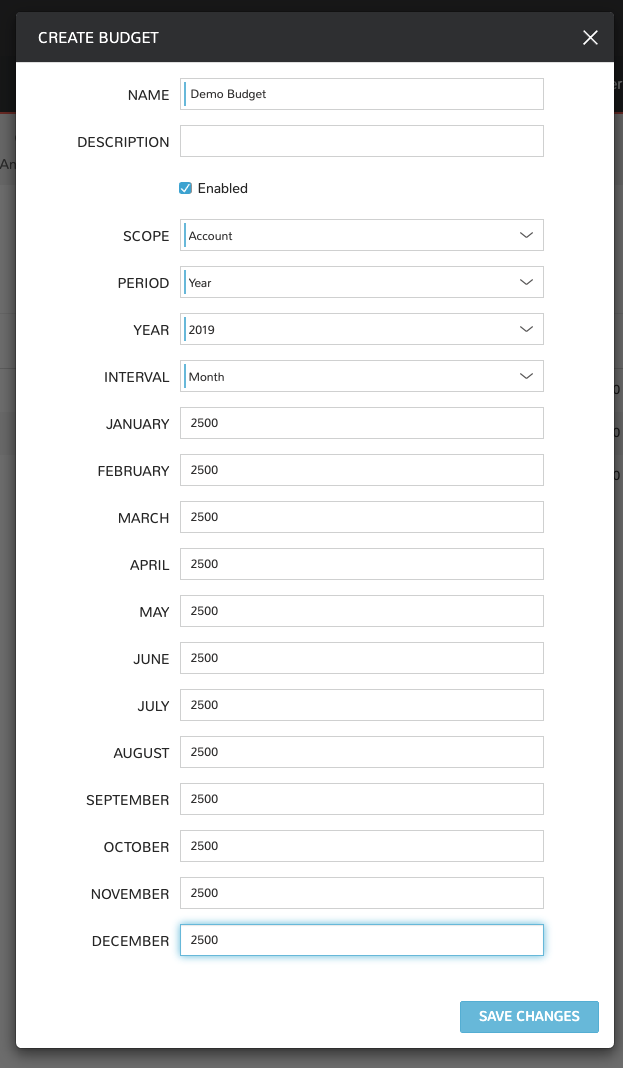 CREATE BUDGET
NAME Demo Budget
DESCRIPTION
Enabled
SCOPE Account
PERIOD Year
YEAR 2019
INTERVAL Month
JANUARY 2500
FEBRUARY 2500
MARCH 2500
APRIL 2500
MAY 2500
JUNE 2500
JULY 2500
AUGUST 2500
SEPTEMBER 2500
OCTOBER 2500
NOVEMBER 2500
DECEMBER 2500
SAVE CHANGES